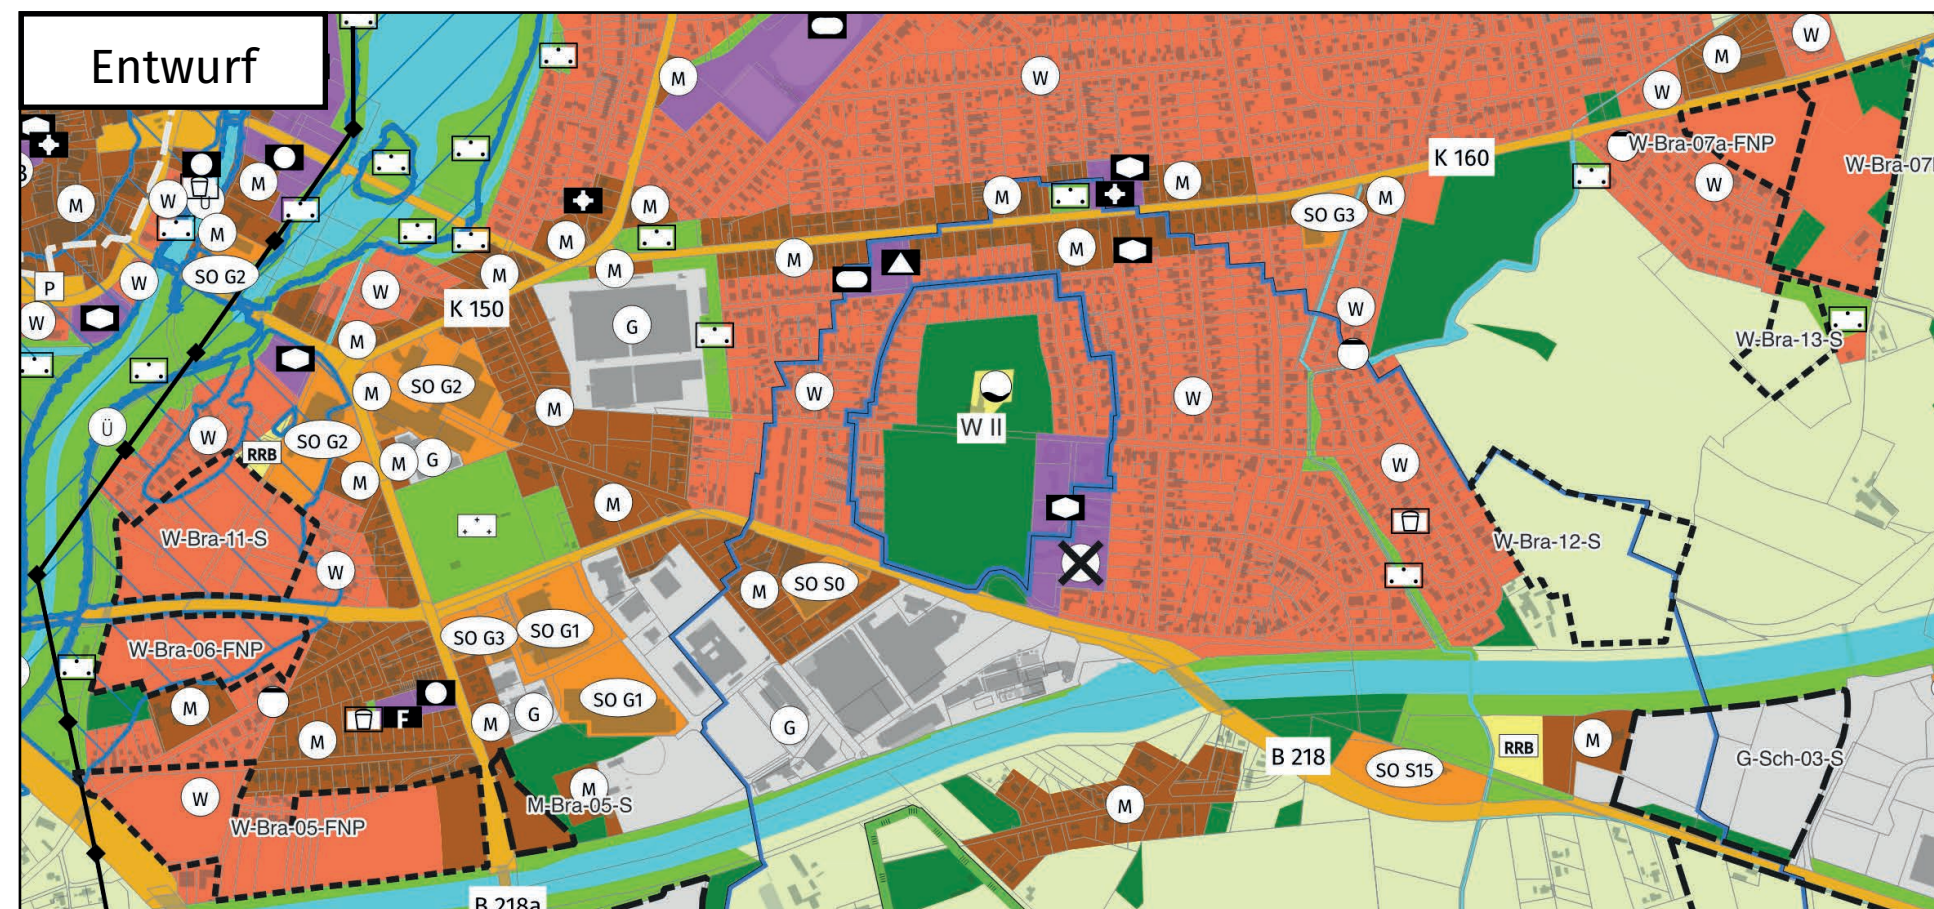 Entwurf
M
W
W
M
M
W
K 160
W-Bra-07a-FNP
W-Bra-07
W
M
M
M
W
M
M
SO G3
M
M
M
M
M
SO G2
P
W
W
M
W
K 150
G
W
W-Bra-13-S
M
M
SO G2
M
W
W
W II
Ü
W
SO G2
RRB
M
G
M
M
W
W-Bra-11-S
W-Bra-12-S
W
M
SO S0
SO G3
SO G1
W-Bra-06-FNP
M
SO G1
F
M
G
M
G
B 218
SO S15
RRB
M
G-Sch-03-S
W
M
M-Bra-05-S
M
W-Bra-05-FNP
B 218a